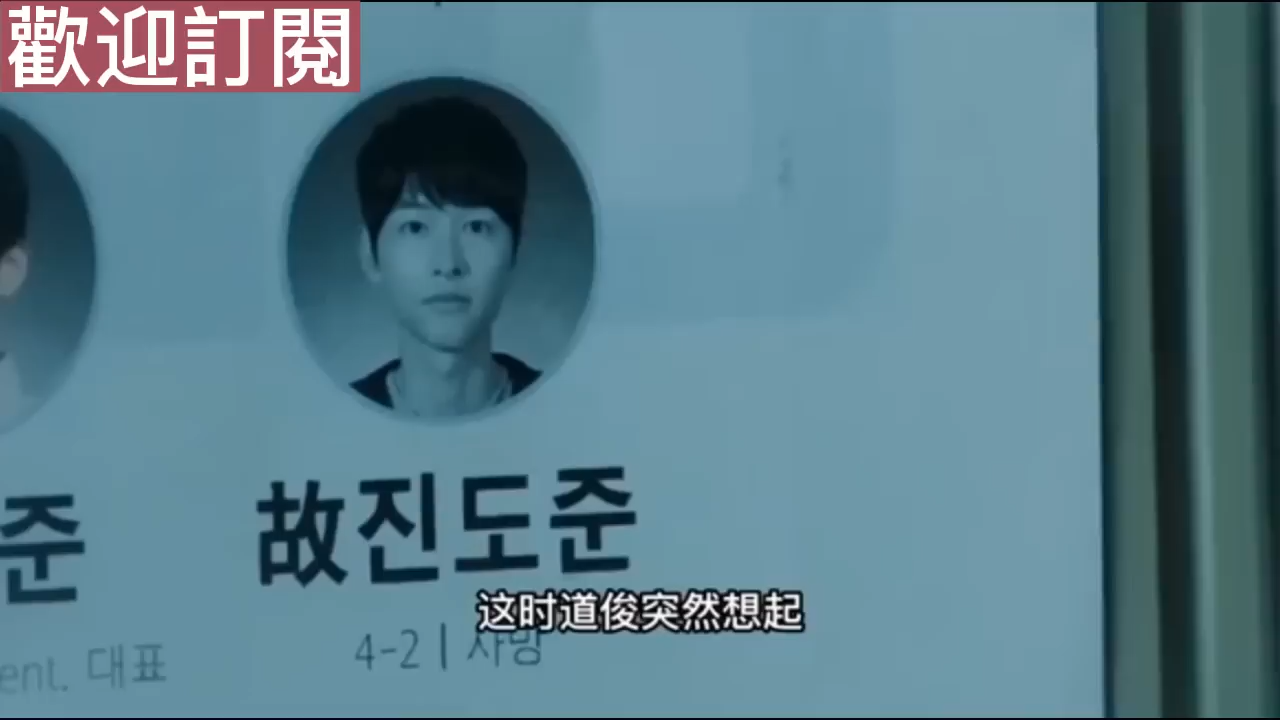 歡迎訂閱
준
故진도준
这时道俊突然想起
ent. 대표
4-2 | 사망